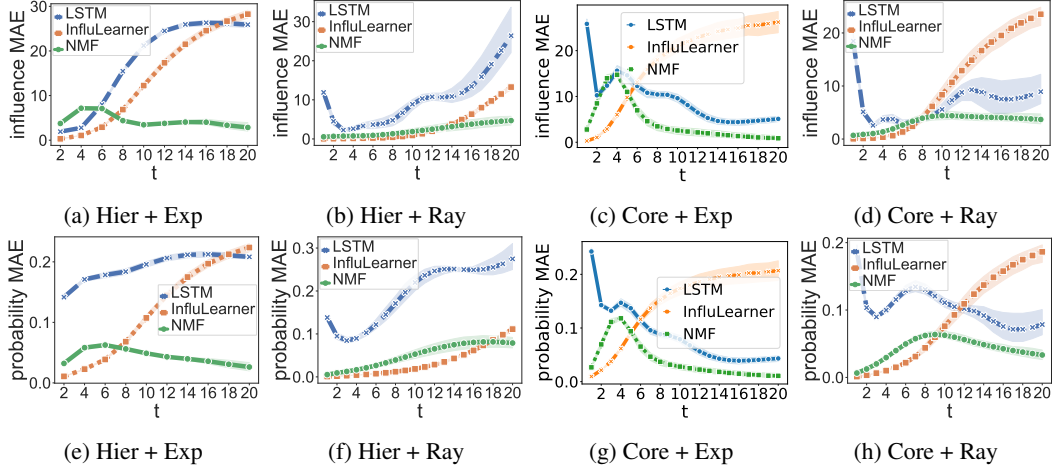 influence MAE
30
20
10
0
LSTM
InfluLearner
NMF
2 4 6 8 10 12 14 16 18 20
t
(a) Hier + Exp
influence MAE
40
30
20
10
0
LSTM
InfluLearner
NMF
2 4 6 8 10 12 14 16 18 20
t
(b) Hier + Ray
influence MAE
20
10
0
LSTM
InfluLearner
NMF
2 4 6 8 10 12 14 16 18 20
t
(c) Core + Exp
influence MAE
20
10
0
LSTM
InfluLearner
NMF
2 4 6 8 10 12 14 16 18 20
t
(d) Core + Ray
probability MAE
0.2
0.1
0.0
LSTM
InfluLearner
NMF
2 4 6 8 10 12 14 16 18 20
t
(e) Hier + Exp
probability MAE
0.3
0.2
0.1
0.0
LSTM
InfluLearner
NMF
2 4 6 8 10 12 14 16 18 20
t
(f) Hier + Ray
probability MAE
0.2
0.1
0.0
LSTM
InfluLearner
NMF
2 4 6 8 10 12 14 16 18 20
t
(g) Core + Exp
probability MAE
0.2
0.1
0.0
LSTM
InfluLearner
NMF
2 4 6 8 10 12 14 16 18 20
t
(h) Core + Ray